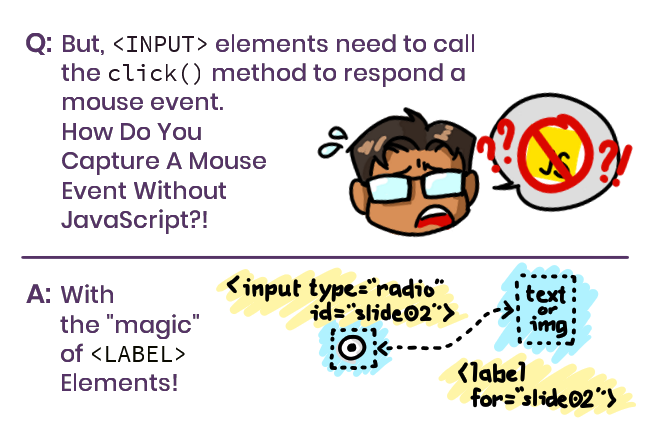 Q: But, <INPUT> elements need to call
the click() method to respond a
mouse event.
How Do You
Capture A Mouse
Event Without
JavaScript?!
?? JS ?!
A: With
the "magic"
of <LABEL>
Elements!
<input type="radio"
id="slide02">
text
or
img
<label
for="slide02">